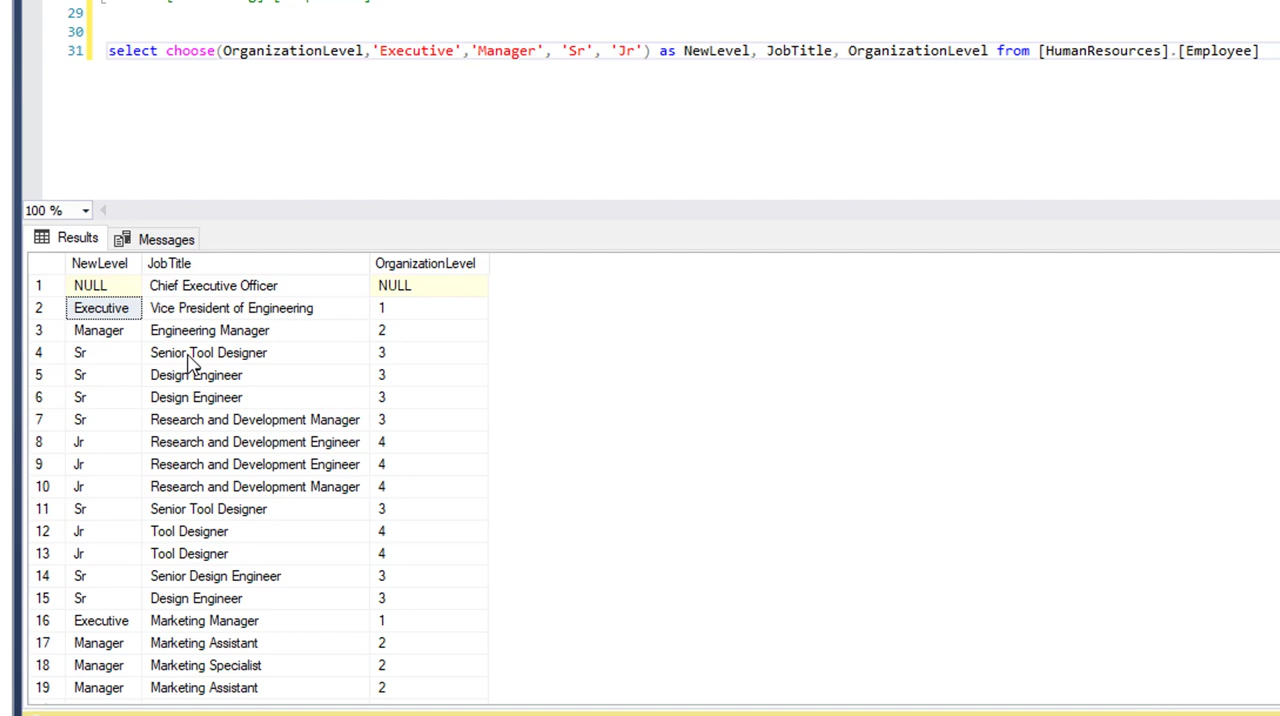 29
30
31 select choose(OrganizationLevel,'Executive','Manager', 'Sr', 'Jr') as NewLevel, JobTitle, OrganizationLevel from [HumanResources].[Employee]
100 %
Results Messages
NewLevel JobTitle OrganizationLevel
1 NULL Chief Executive Officer NULL
2 Executive Vice President of Engineering 1
3 Manager Engineering Manager 2
4 Sr Senior Tool Designer 3
5 Sr Design Engineer 3
6 Sr Design Engineer 3
7 Sr Research and Development Manager 3
8 Jr Research and Development Engineer 4
9 Jr Research and Development Engineer 4
10 Jr Research and Development Manager 4
11 Sr Senior Tool Designer 3
12 Jr Tool Designer 4
13 Jr Tool Designer 4
14 Sr Senior Design Engineer 3
15 Sr Design Engineer 3
16 Executive Marketing Manager 1
17 Manager Marketing Assistant 2
18 Manager Marketing Specialist 2
19 Manager Marketing Assistant 2